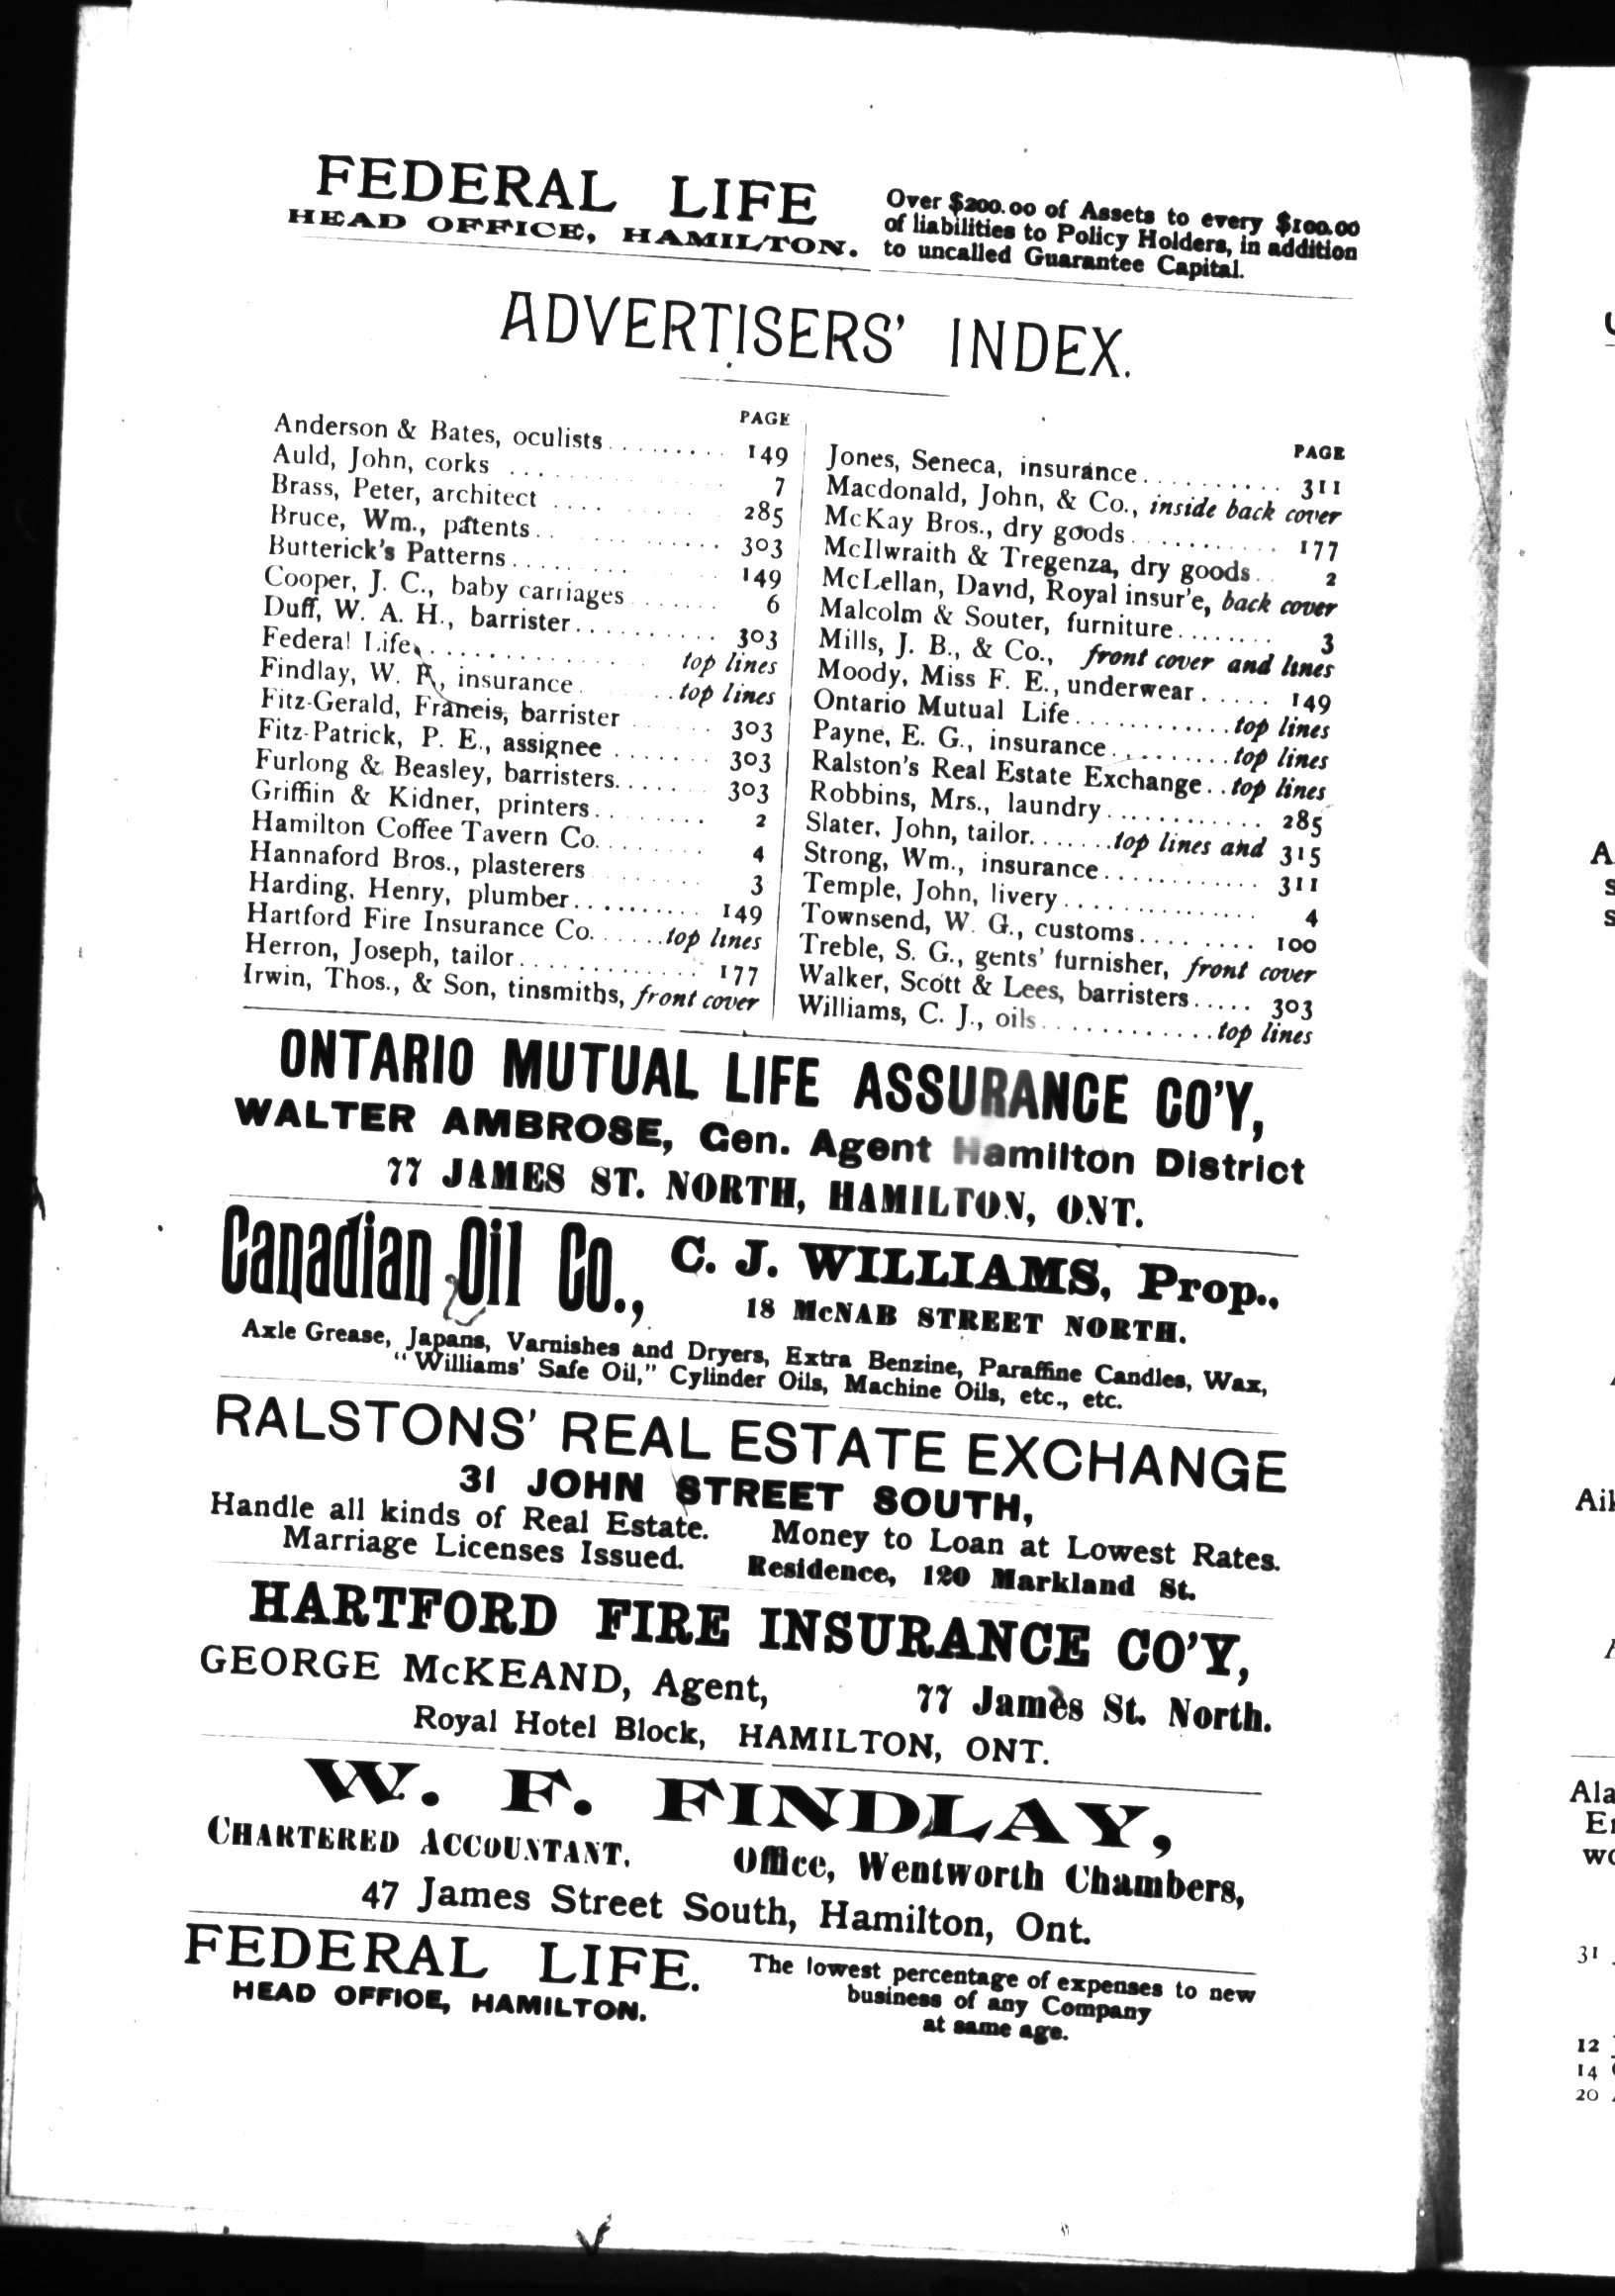 FEDERAL LIFE
HEAD OFFICE, HAMILTON.
Over $200.00 of Assets to every $100.00
of liabilities to Policy Holders, in addition
to uncalled Guarantee Capital.
ADVERTISERS' INDEX.
PAGE
Anderson & Bates, oculists......... 149
Auld, John, corks .... 7
Brass, Peter, architect .... 285
Bruce, Wm., patents........ 303
Butterick's Patterns......... 149
Cooper, J. C., baby carriages....... 6
Duff, W. A. H., barrister........... 303
Federal Life.............. top lines
Findlay, W. F., insurance...top lines
Fitz-Gerald, Francis, barrister ..... 303
Fitz-Patrick, P. E., assignee ....... 303
Furlong & Beasley, barristers....... 303
Griffiin & Kidner, printers......... 2
Hamilton Coffee Tavern Co........ 4
Hannaford Bros., plasterers ........ 3
Harding, Henry, plumber........... 149
Hartford Fire Insurance Co......top lines
Herron, Joseph, tailor.............. 177
Irwin, Thos., & Son, tinsmiths, front cover
PAGE
Jones, Seneca, insurance........... 311
Macdonald, John, & Co., inside back cover
McKay Bros., dry goods............ 177
McIlwraith & Tregenza, dry goods.. 2
McLellan, David, Royal insur'e, back cover
Malcolm & Souter, furniture........ 3
Mills, J. B., & Co., front cover and lines
Moody, Miss F. E., underwear...... 149
Ontario Mutual Life............top lines
Payne, E. G., insurance.........top lines
Ralston's Real Estate Exchange..top lines
Robbins, Mrs., laundry............ 285
Slater, John, tailor.......top lines and 315
Strong, Wm., insurance............ 311
Temple, John, livery............... 4
Townsend, W. G., customs......... 100
Treble, S. G., gents' furnisher, front cover
Walker, Scott & Lees, barristers..... 303
Williams, C. J., oils.............top lines
ONTARIO MUTUAL LIFE ASSURANCE CO'Y,
WALTER AMBROSE, Gen. Agent Hamilton District
77 JAMES ST. NORTH, HAMILTON, ONT.
Canadian Oil Co.,
C. J. WILLIAMS, Prop.,
18 McNAB STREET NORTH.
Axle Grease, Japans, Varnishes and Dryers, Extra Benzine, Paraffine Candles, Wax,
"Williams' Safe Oil," Cylinder Oils, Machine Oils, etc., etc.
RALSTONS' REAL ESTATE EXCHANGE
31 JOHN STREET SOUTH,
Handle all kinds of Real Estate. Money to Loan at Lowest Rates.
Marriage Licenses Issued. Residence, 120 Markland St.
HARTFORD FIRE INSURANCE CO'Y,
GEORGE McKEAND, Agent, 77 James St. North.
Royal Hotel Block, HAMILTON, ONT.
W. F. FINDLAY,
CHARTERED ACCOUNTANT. Office, Wentworth Chambers,
47 James Street South, Hamilton, Ont.
FEDERAL LIFE.
HEAD OFFICE, HAMILTON.
The lowest percentage of expenses to new
business of any Company
at same age.
Aik
Ala
31
12
14
20